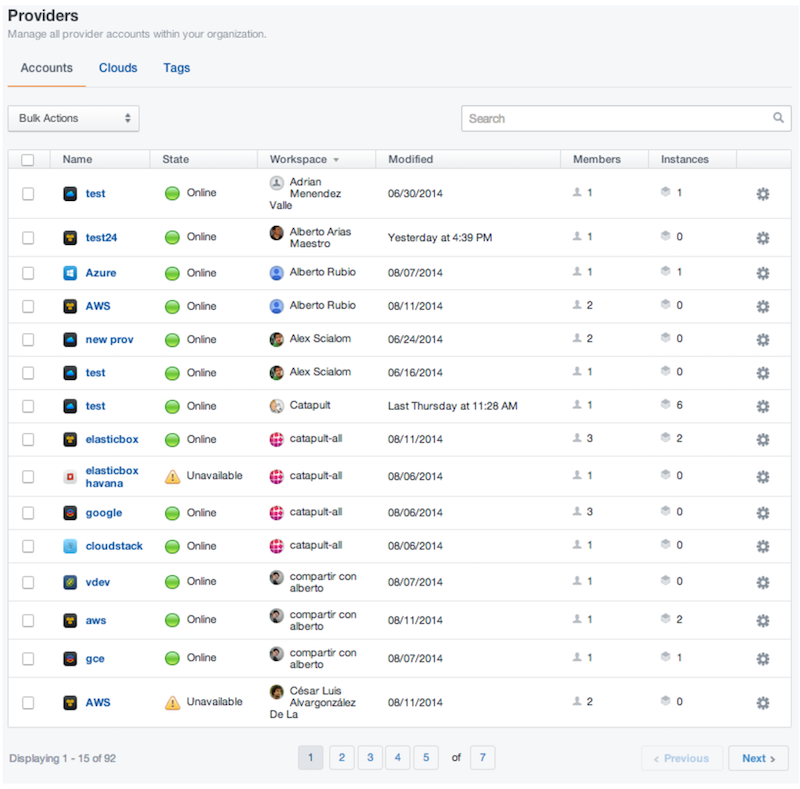 Providers
Manage all provider accounts within your organization.
Accounts Clouds Tags
Bulk Actions Search
Name State Workspace Modified Members Instances
test Online Adrian Menendez Valle 06/30/2014 1 1
test24 Online Alberto Arias Maestro Yesterday at 4:39 PM 1 0
Azure Online Alberto Rubio 08/07/2014 1 1
AWS Online Alberto Rubio 08/11/2014 2 0
new prov Online Alex Scialom 06/24/2014 2 0
test Online Alex Scialom 06/16/2014 1 0
test Online Catapult Last Thursday at 11:28 AM 1 6
elasticbox Online catapult-all 08/11/2014 3 2
elasticbox havana Unavailable catapult-all 08/06/2014 1 0
google Online catapult-all 08/06/2014 3 0
cloudstack Online catapult-all 08/06/2014 1 0
vdev Online compartir con alberto 08/07/2014 1 0
aws Online compartir con alberto 08/11/2014 1 2
gce Online compartir con alberto 08/07/2014 1 1
AWS Unavailable César Luis Alvargonzález De La 08/11/2014 2 0
Displaying 1 - 15 of 92 1 2 3 4 5 of 7 < Previous Next >